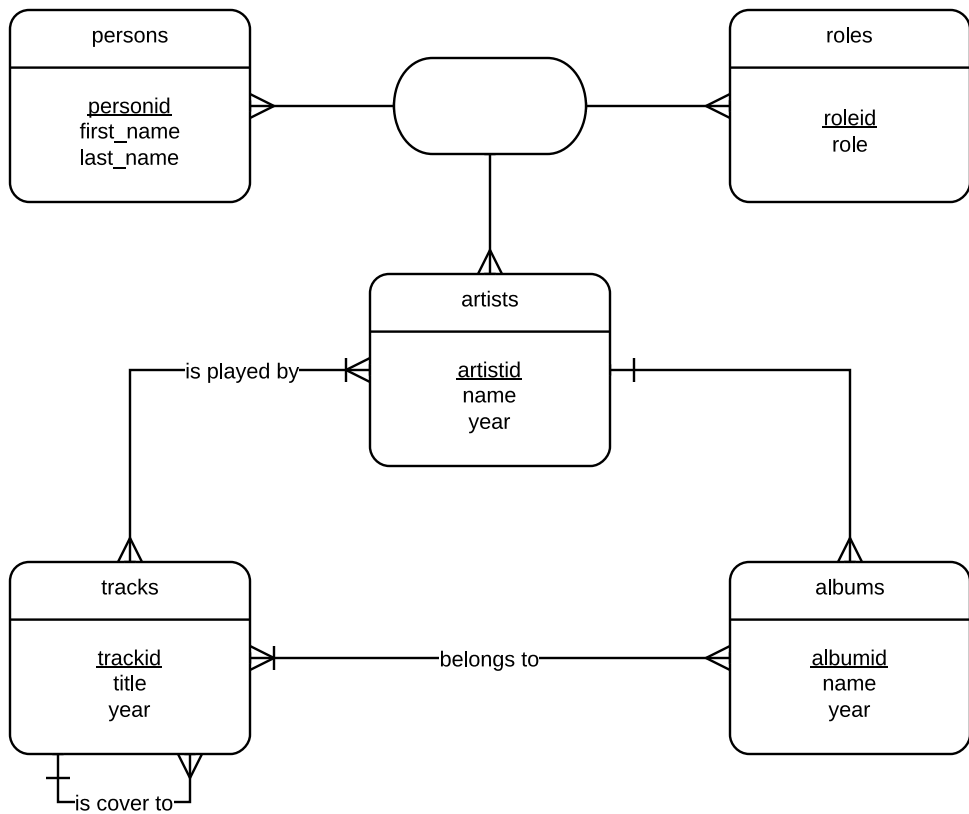 persons
personid
first_name
last_name
roles
roleid
role
artists
artistid
name
year
is played by
tracks
trackid
title
year
belongs to
albums
albumid
name
year
is cover to